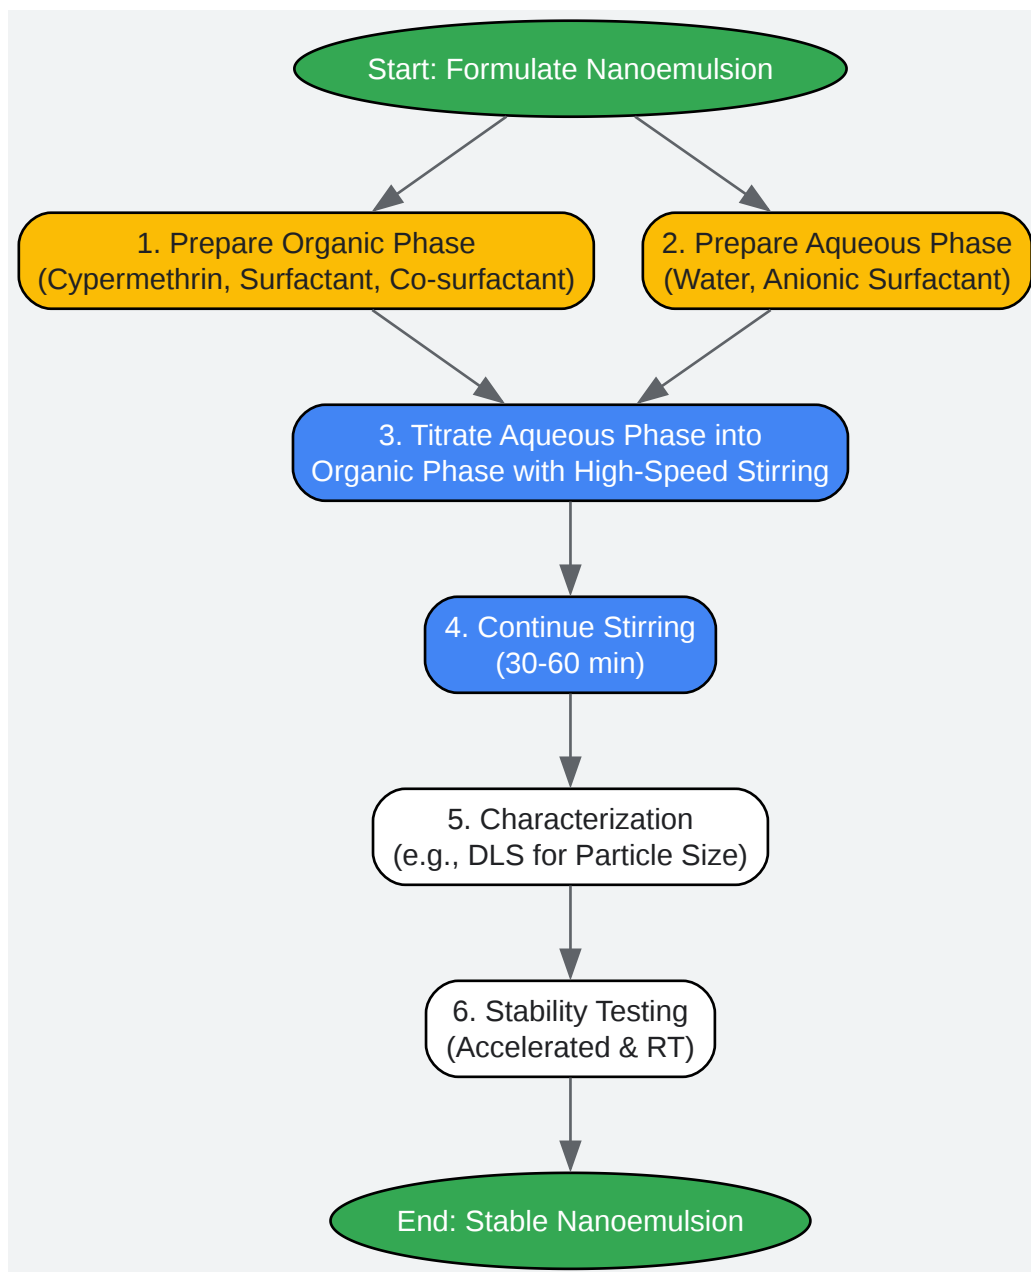 Start: Formulate Nanoemulsion
1. Prepare Organic Phase
(Cypermethrin, Surfactant, Co-surfactant)
2. Prepare Aqueous Phase
(Water, Anionic Surfactant)
3. Titrate Aqueous Phase into
Organic Phase with High-Speed Stirring
4. Continue Stirring
(30-60 min)
5. Characterization
(e.g., DLS for Particle Size)
6. Stability Testing
(Accelerated & RT)
End: Stable Nanoemulsion